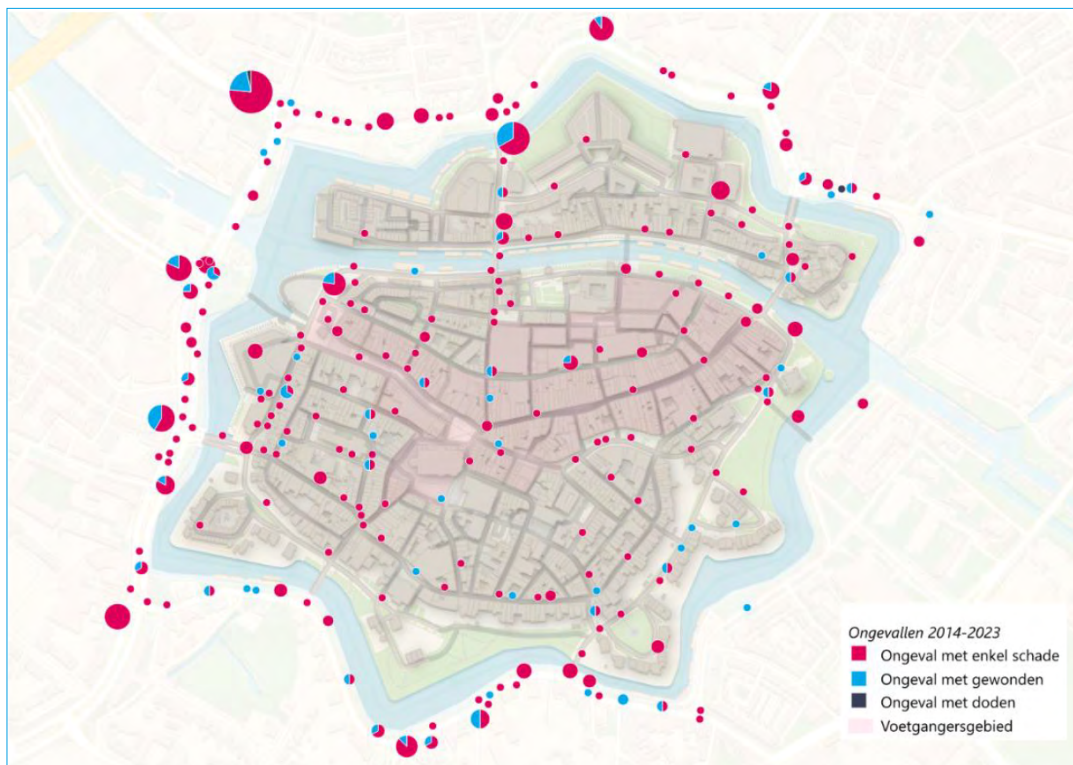 Ongevallen 2014-2023
Ongeval met enkel schade
Ongeval met gewonden
Ongeval met doden
Voetgangersgebied